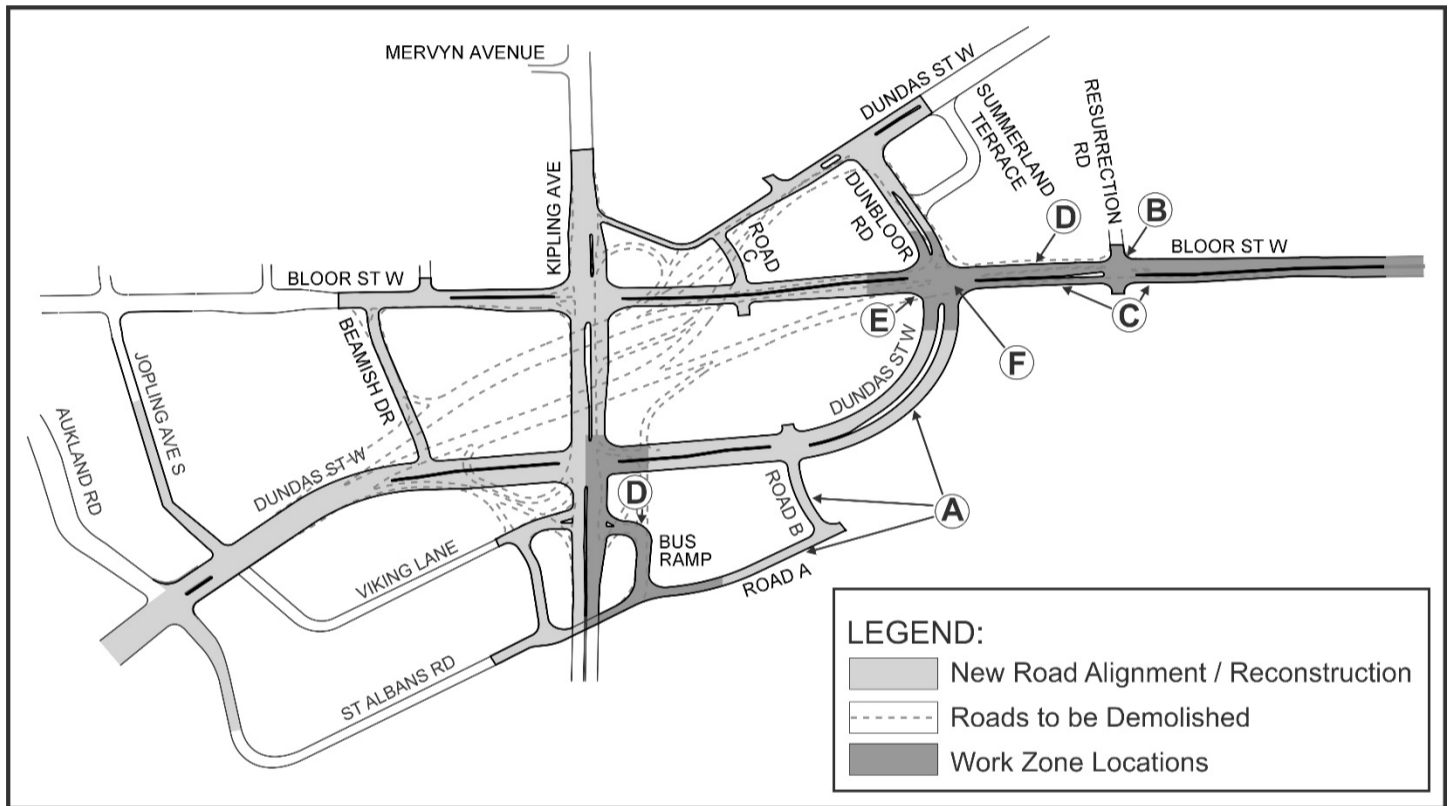 MERVYN AVENUE
DUNDAS ST W
SUMMERLAND
TERRACE
RESURRECTION
RD
KIPLING AVE
DUNBLOOR
RD
D
B
ROAD
C
BLOOR ST W
BLOOR ST W
E
C
F
BEAMISH DR
JOPLING AVE S
DUNDAS ST W
AUKLAND RD
DUNDAS ST W
D
ROAD B
A
BUS
RAMP
VIKING LANE
ROAD A
ST ALBANS RD
LEGEND:
New Road Alignment / Reconstruction
Roads to be Demolished
Work Zone Locations